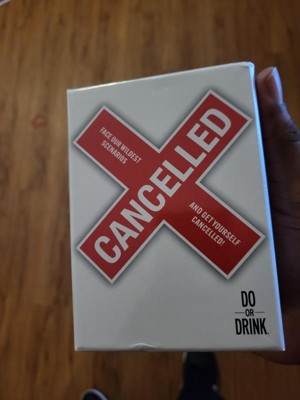 FACE OUR WILDEST
SCENARIOS
CANCELLED
AND GET YOURSELF
CANCELLED!
DO
OR
DRINK